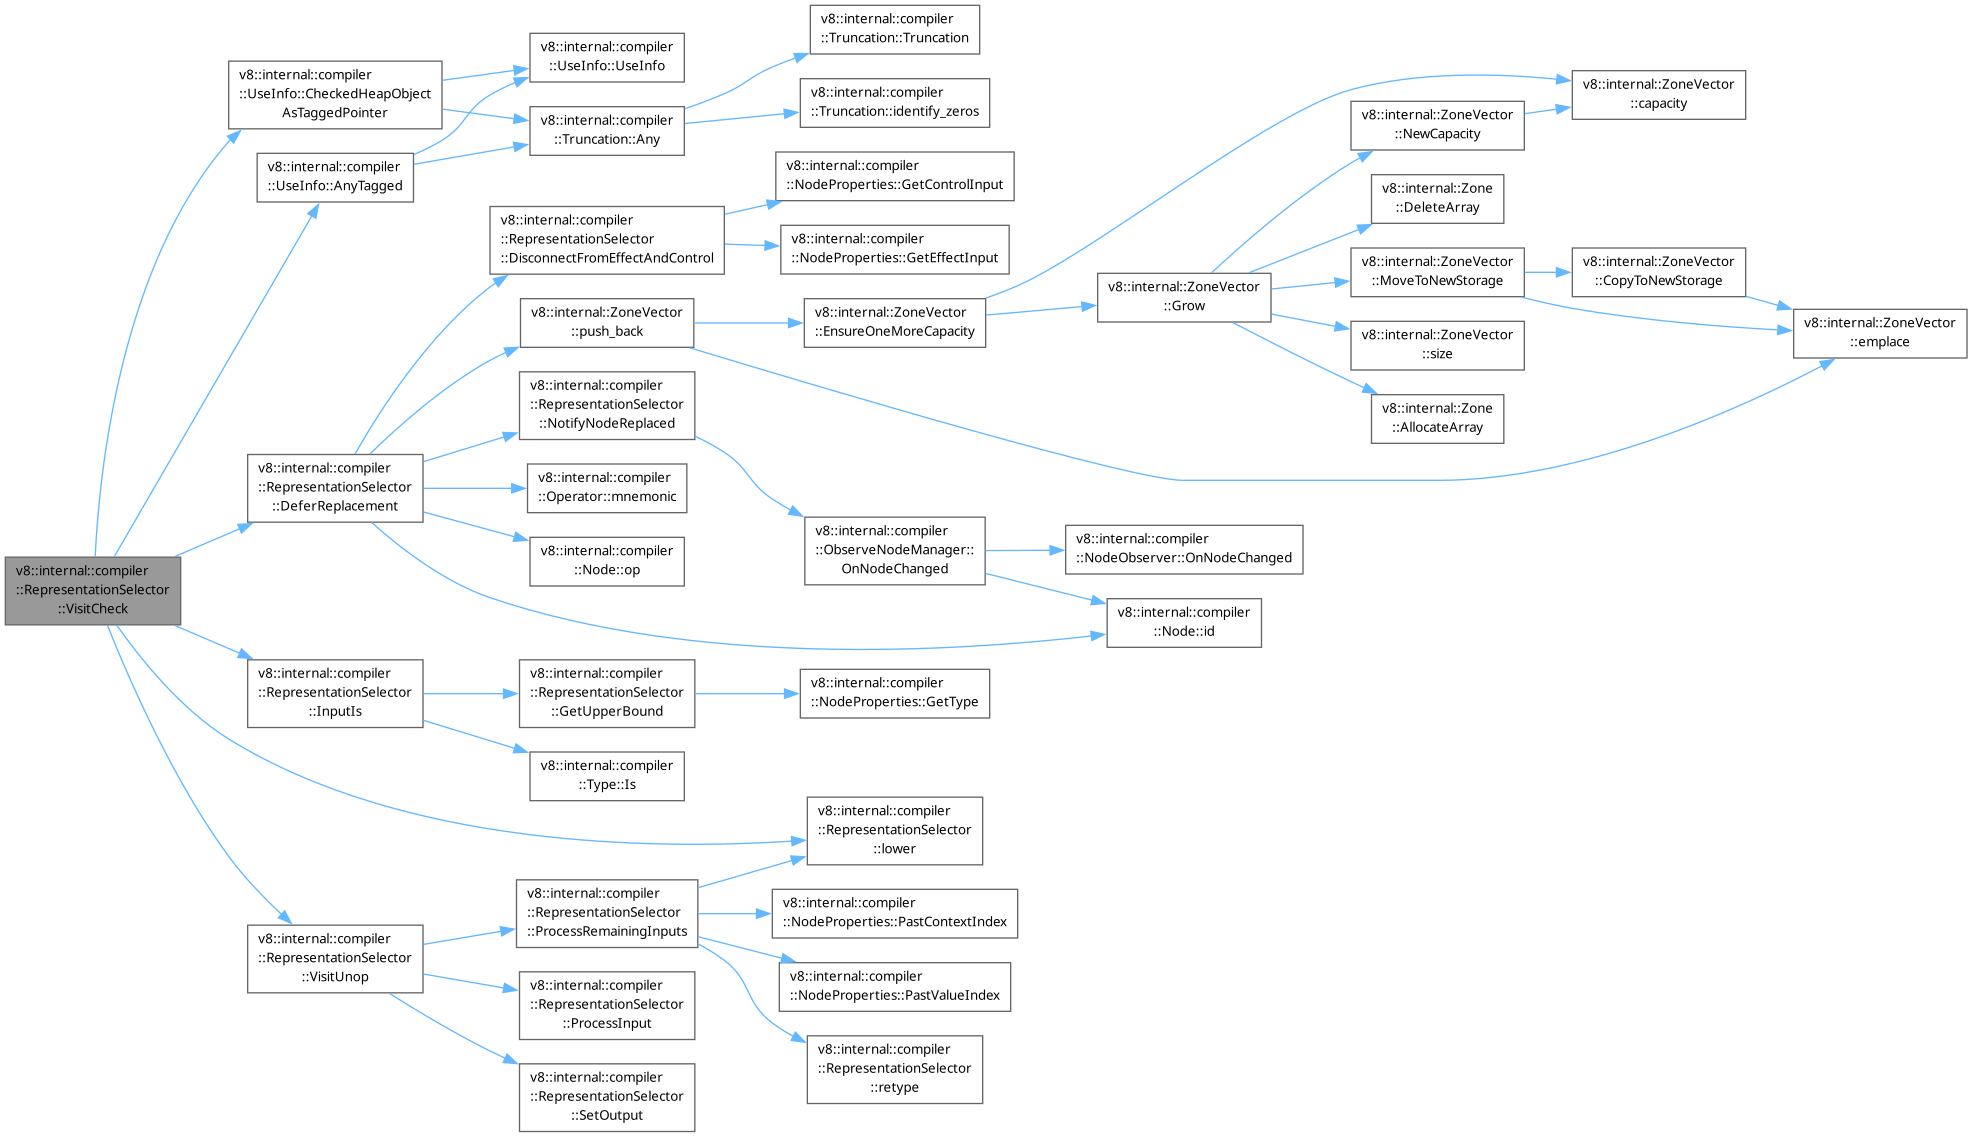 v8::internal::compiler
::RepresentationSelector
::VisitCheck
v8::internal::compiler
::UseInfo::CheckedHeapObject
AsTaggedPointer
v8::internal::compiler
::UseInfo::UseInfo
v8::internal::compiler
::Truncation::Any
v8::internal::compiler
::Truncation::Truncation
v8::internal::compiler
::Truncation::identify_zeros
v8::internal::compiler
::UseInfo::AnyTagged
v8::internal::compiler
::RepresentationSelector
::DeferReplacement
v8::internal::compiler
::RepresentationSelector
::DisconnectFromEffectAndControl
v8::internal::compiler
::NodeProperties::GetControlInput
v8::internal::compiler
::NodeProperties::GetEffectInput
v8::internal::ZoneVector
::push_back
v8::internal::ZoneVector
::EnsureOneMoreCapacity
v8::internal::ZoneVector
::Grow
v8::internal::ZoneVector
::NewCapacity
v8::internal::ZoneVector
::capacity
v8::internal::Zone
::DeleteArray
v8::internal::ZoneVector
::MoveToNewStorage
v8::internal::ZoneVector
::CopyToNewStorage
v8::internal::ZoneVector
::emplace
v8::internal::ZoneVector
::size
v8::internal::Zone
::AllocateArray
v8::internal::compiler
::RepresentationSelector
::NotifyNodeReplaced
v8::internal::compiler
::Operator::mnemonic
v8::internal::compiler
::Node::op
v8::internal::compiler
::ObserveNodeManager::
OnNodeChanged
v8::internal::compiler
::NodeObserver::OnNodeChanged
v8::internal::compiler
::Node::id
v8::internal::compiler
::RepresentationSelector
::InputIs
v8::internal::compiler
::RepresentationSelector
::GetUpperBound
v8::internal::compiler
::NodeProperties::GetType
v8::internal::compiler
::Type::Is
v8::internal::compiler
::RepresentationSelector
::lower
v8::internal::compiler
::RepresentationSelector
::VisitUnop
v8::internal::compiler
::RepresentationSelector
::ProcessRemainingInputs
v8::internal::compiler
::NodeProperties::PastContextIndex
v8::internal::compiler
::NodeProperties::PastValueIndex
v8::internal::compiler
::RepresentationSelector
::retype
v8::internal::compiler
::RepresentationSelector
::ProcessInput
v8::internal::compiler
::RepresentationSelector
::SetOutput